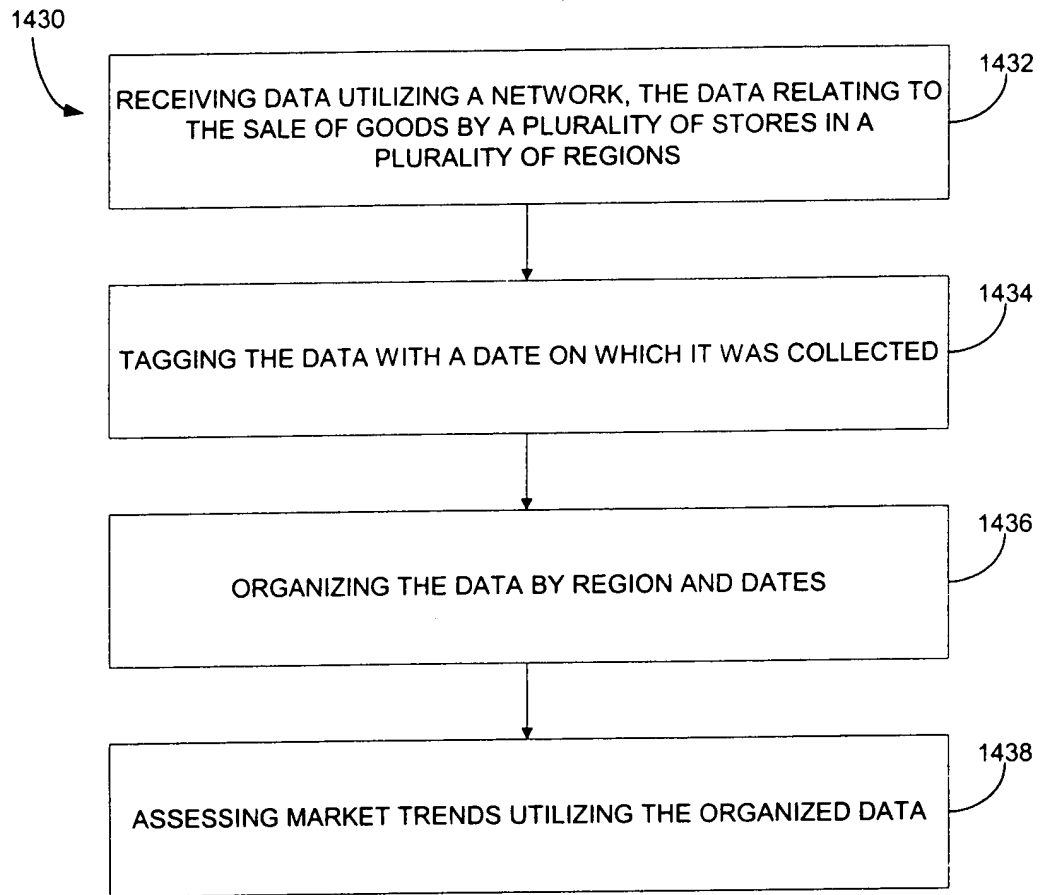 1430
1432
RECEIVING DATA UTILIZING A NETWORK, THE DATA RELATING TO
THE SALE OF GOODS BY A PLURALITY OF STORES IN A
PLURALITY OF REGIONS
1434
TAGGING THE DATA WITH A DATE ON WHICH IT WAS COLLECTED
1436
ORGANIZING THE DATA BY REGION AND DATES
1438
ASSESSING MARKET TRENDS UTILIZING THE ORGANIZED DATA